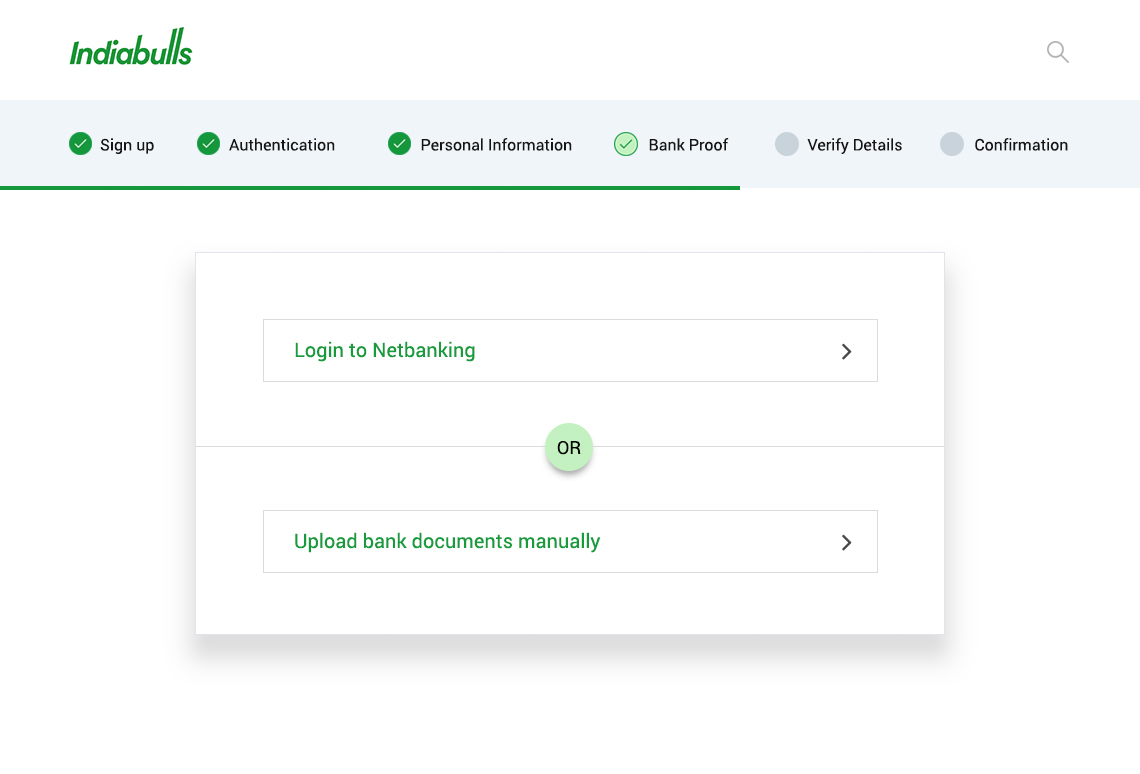 Indiabulls
Sign up Authentication Personal Information Bank Proof Verify Details Confirmation
Login to Netbanking
OR
Upload bank documents manually